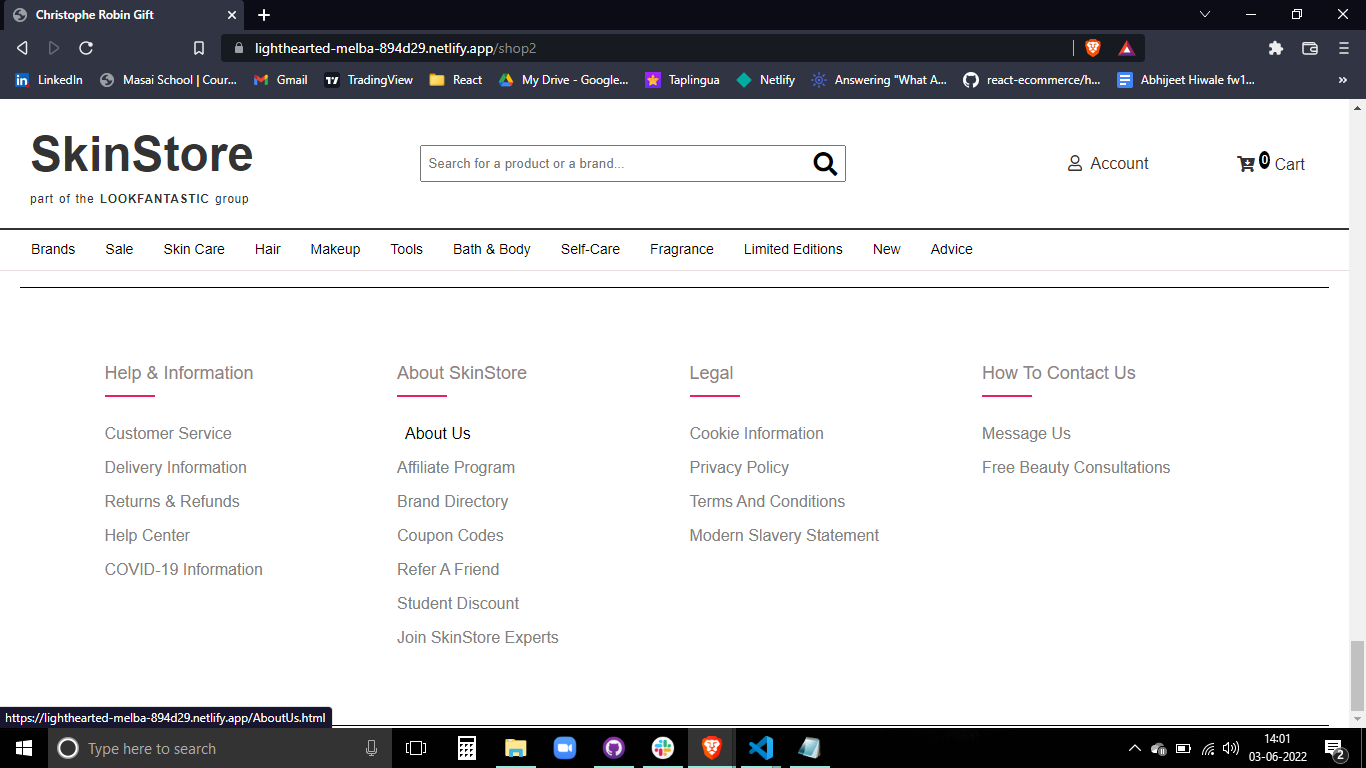 Christophe Robin Gift
lighthearted-melba-894d29.netlify.app/shop2
LinkedIn Masai School | Cour... Gmail TradingView React My Drive - Google... Taplingua Netlify Answering "What A... react-ecommerce/h... Abhijeet Hiwale fw1... »
SkinStore
part of the LOOKFANTASTIC group
Search for a product or a brand...
Account
0 Cart
Brands Sale Skin Care Hair Makeup Tools Bath & Body Self-Care Fragrance Limited Editions New Advice
Help & Information
Customer Service
Delivery Information
Returns & Refunds
Help Center
COVID-19 Information
About SkinStore
About Us
Affiliate Program
Brand Directory
Coupon Codes
Refer A Friend
Student Discount
Join SkinStore Experts
Legal
Cookie Information
Privacy Policy
Terms And Conditions
Modern Slavery Statement
How To Contact Us
Message Us
Free Beauty Consultations
https://lighthearted-melba-894d29.netlify.app/AboutUs.html
Type here to search
14:01
03-06-2022
2